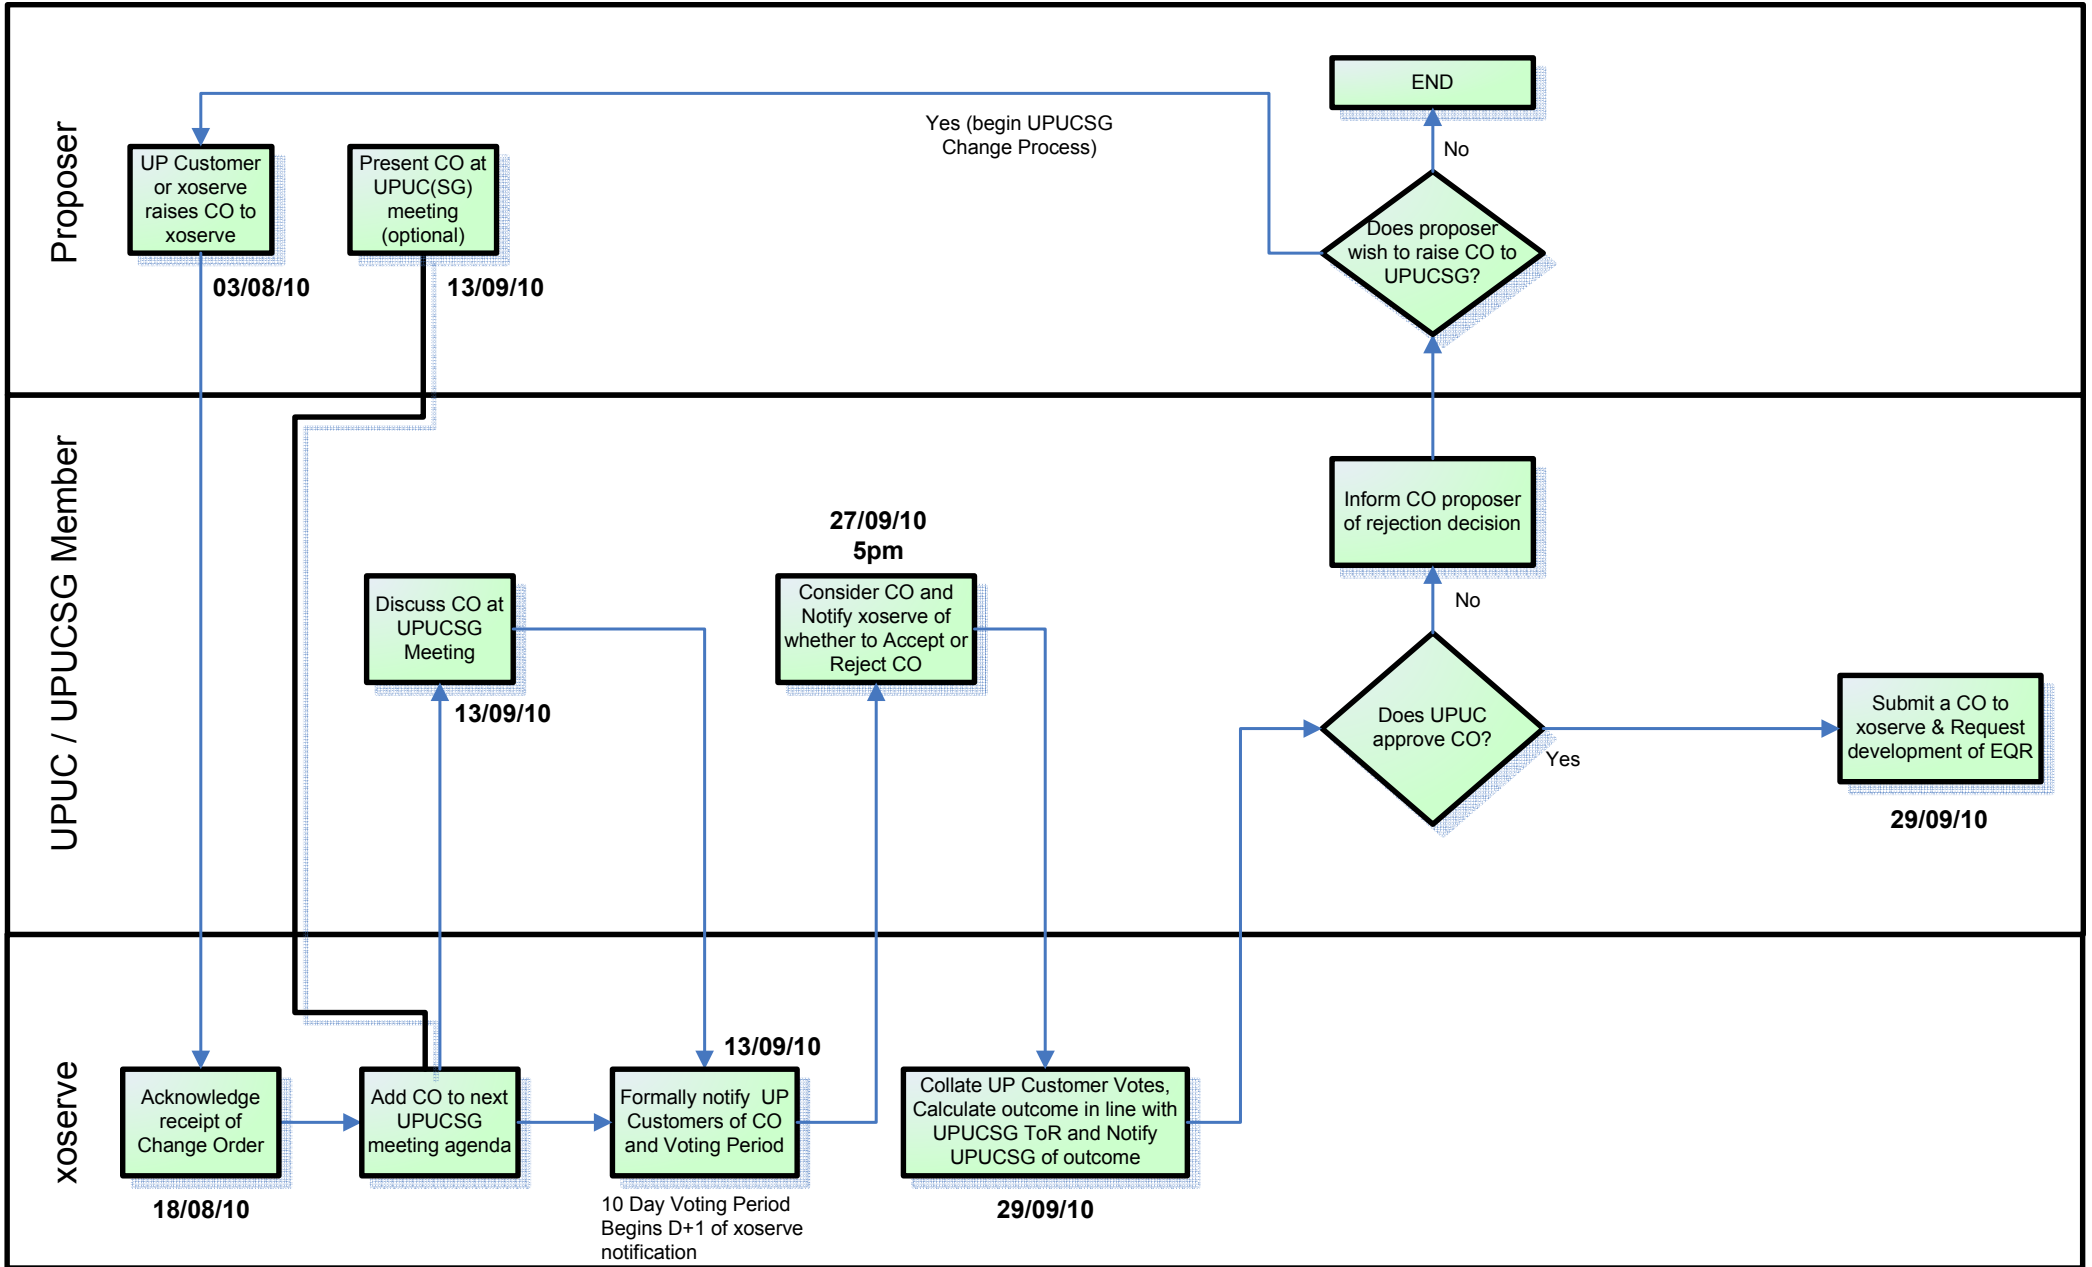 Proposer
UP Customer
or xoserve
raises CO to
xoserve
03/08/10
Present CO at
UPUC(SG)
meeting
(optional)
13/09/10
Yes (begin UPUCSG
Change Process)
END
No
Does proposer
wish to raise CO to
UPUCSG?
UPUC / UPUCSG Member
Discuss CO at
UPUCSG
Meeting
13/09/10
27/09/10
5pm
Consider CO and
Notify xoserve of
whether to Accept or
Reject CO
Inform CO proposer
of rejection decision
No
Does UPUC
approve CO?
Yes
Submit a CO to
xoserve & Request
development of EQR
29/09/10
xoserve
Acknowledge
receipt of
Change Order
18/08/10
Add CO to next
UPUCSG
meeting agenda
13/09/10
Formally notify UP
Customers of CO
and Voting Period
10 Day Voting Period
Begins D+1 of xoserve
notification
Collate UP Customer Votes,
Calculate outcome in line with
UPUCSG ToR and Notify
UPUCSG of outcome
29/09/10